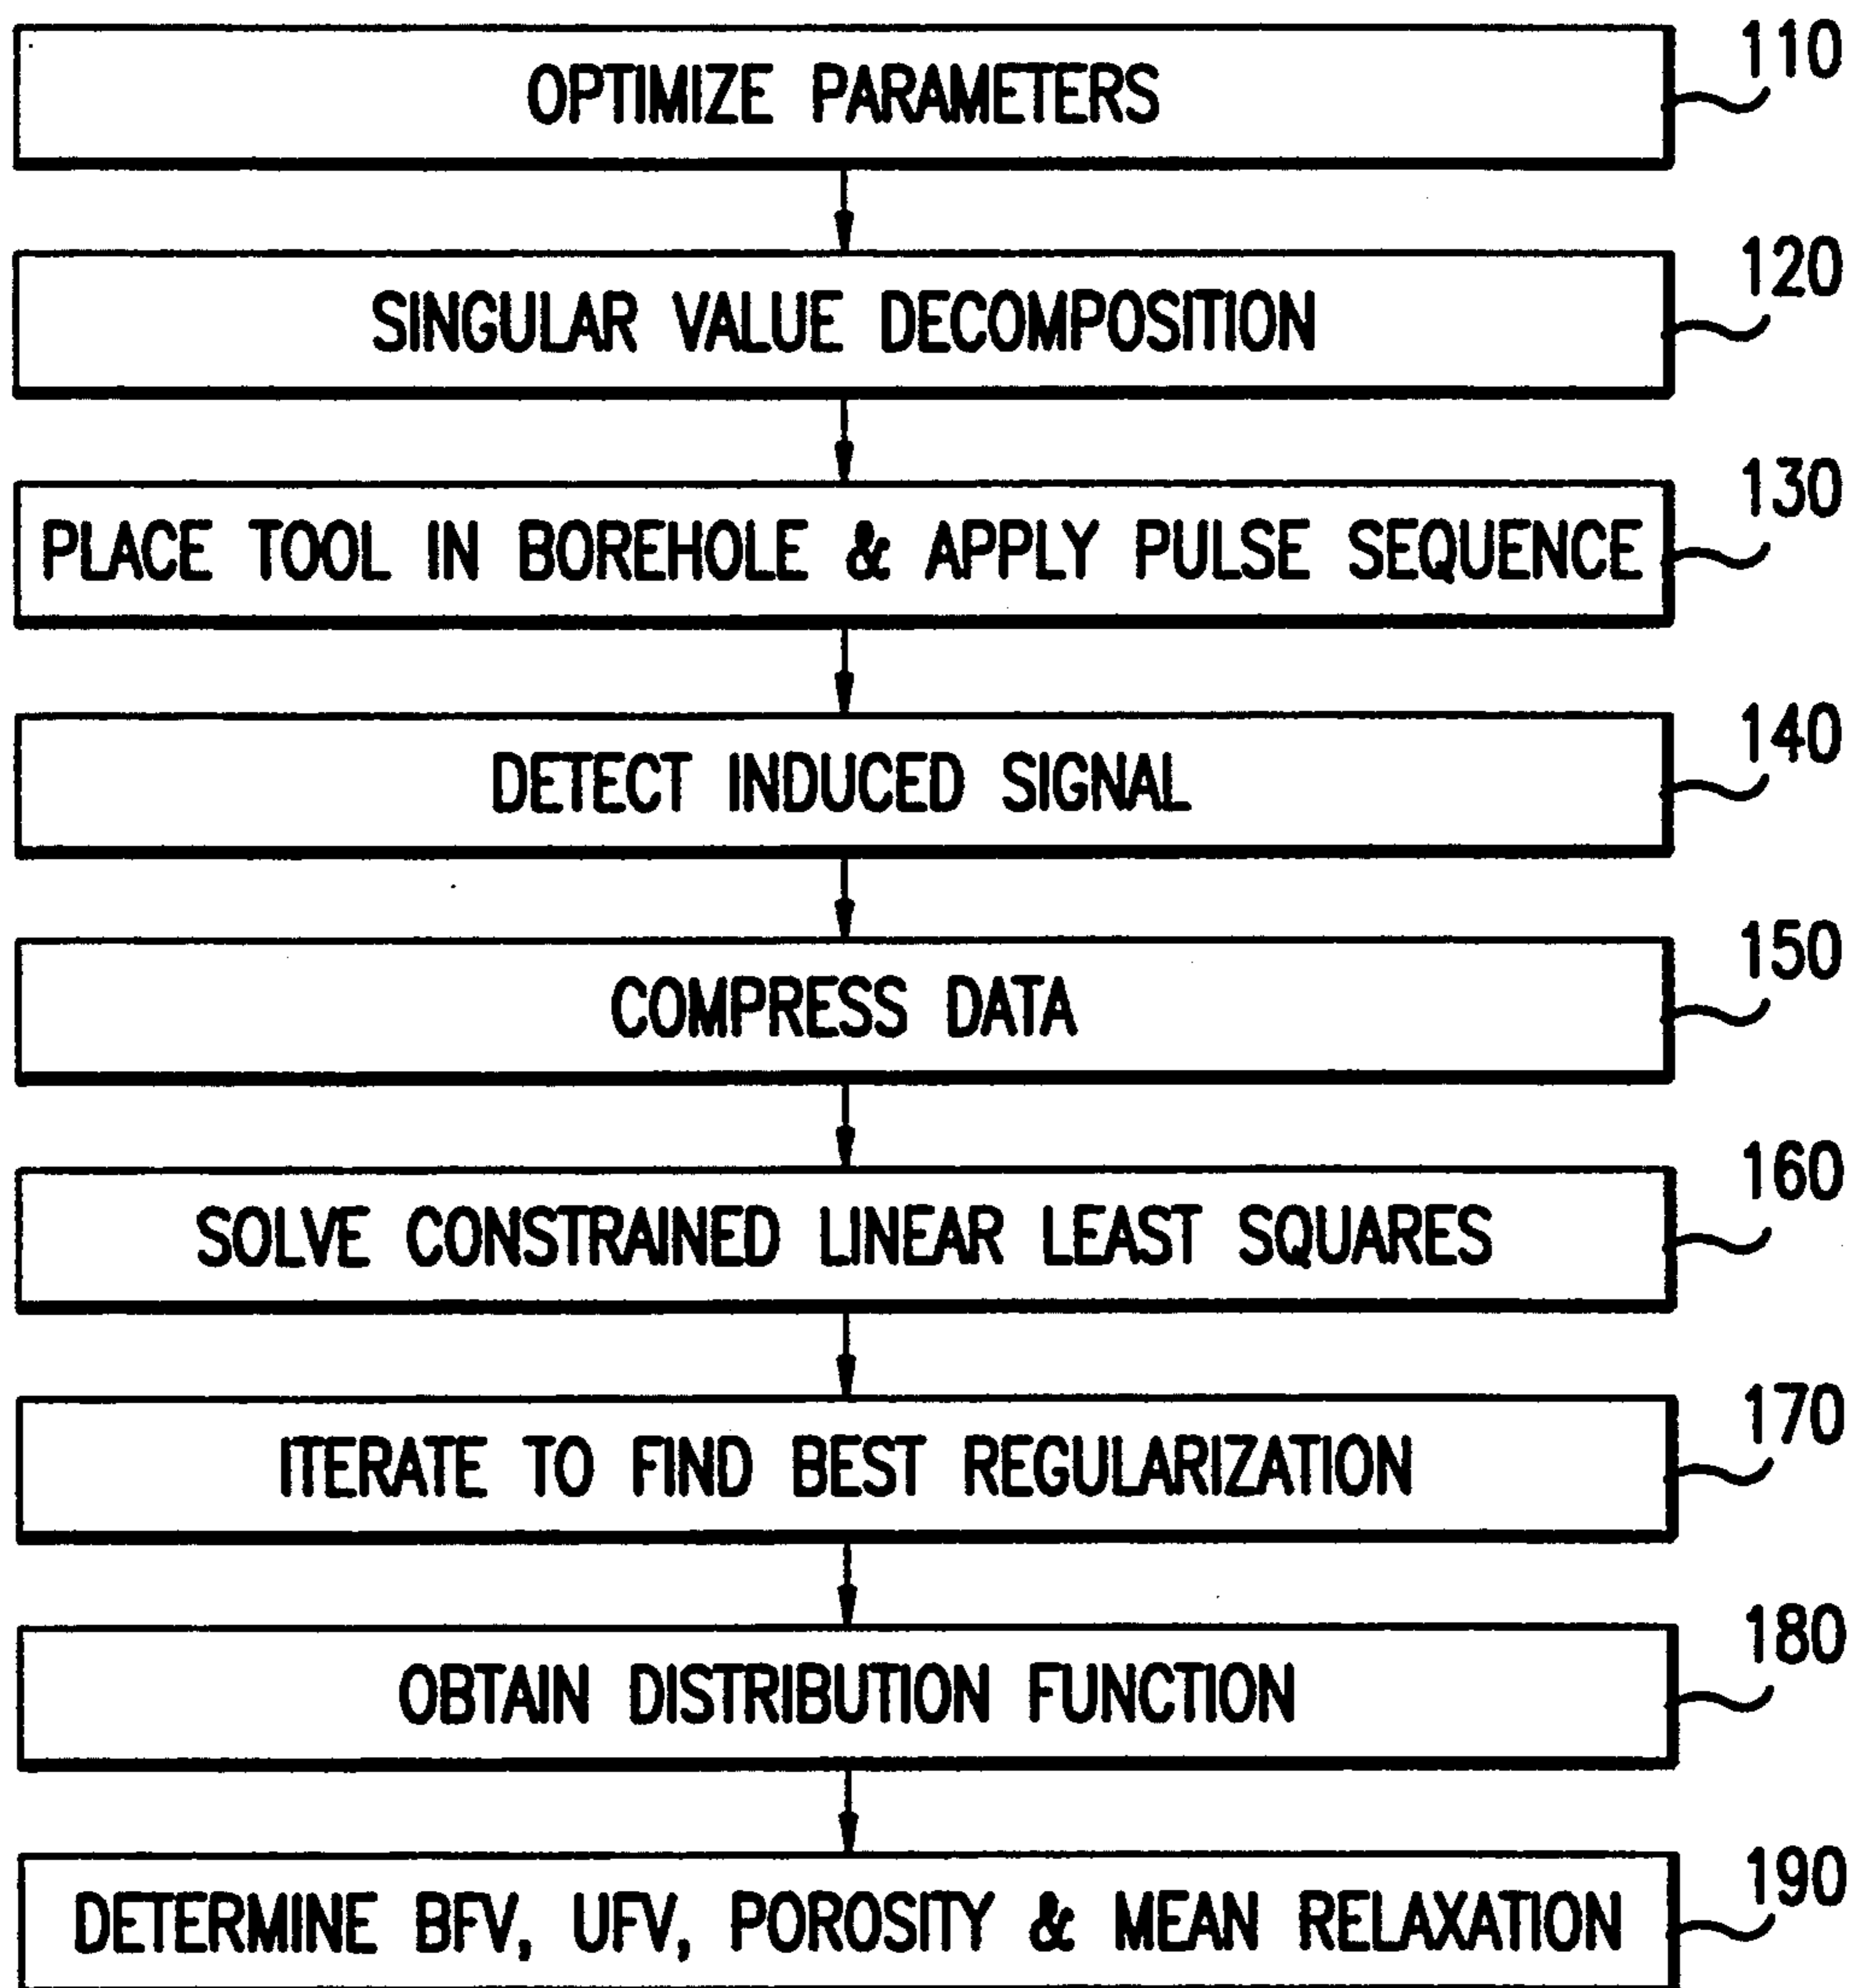 OPTIMIZE PARAMETERS 110
SINGULAR VALUE DECOMPOSITION 120
PLACE TOOL IN BOREHOLE & APPLY PULSE SEQUENCE 130
DETECT INDUCED SIGNAL 140
COMPRESS DATA 150
SOLVE CONSTRAINED LINEAR LEAST SQUARES 160
ITERATE TO FIND BEST REGULARIZATION 170
OBTAIN DISTRIBUTION FUNCTION 180
DETERMINE BFV, UFV, POROSITY & MEAN RELAXATION 190